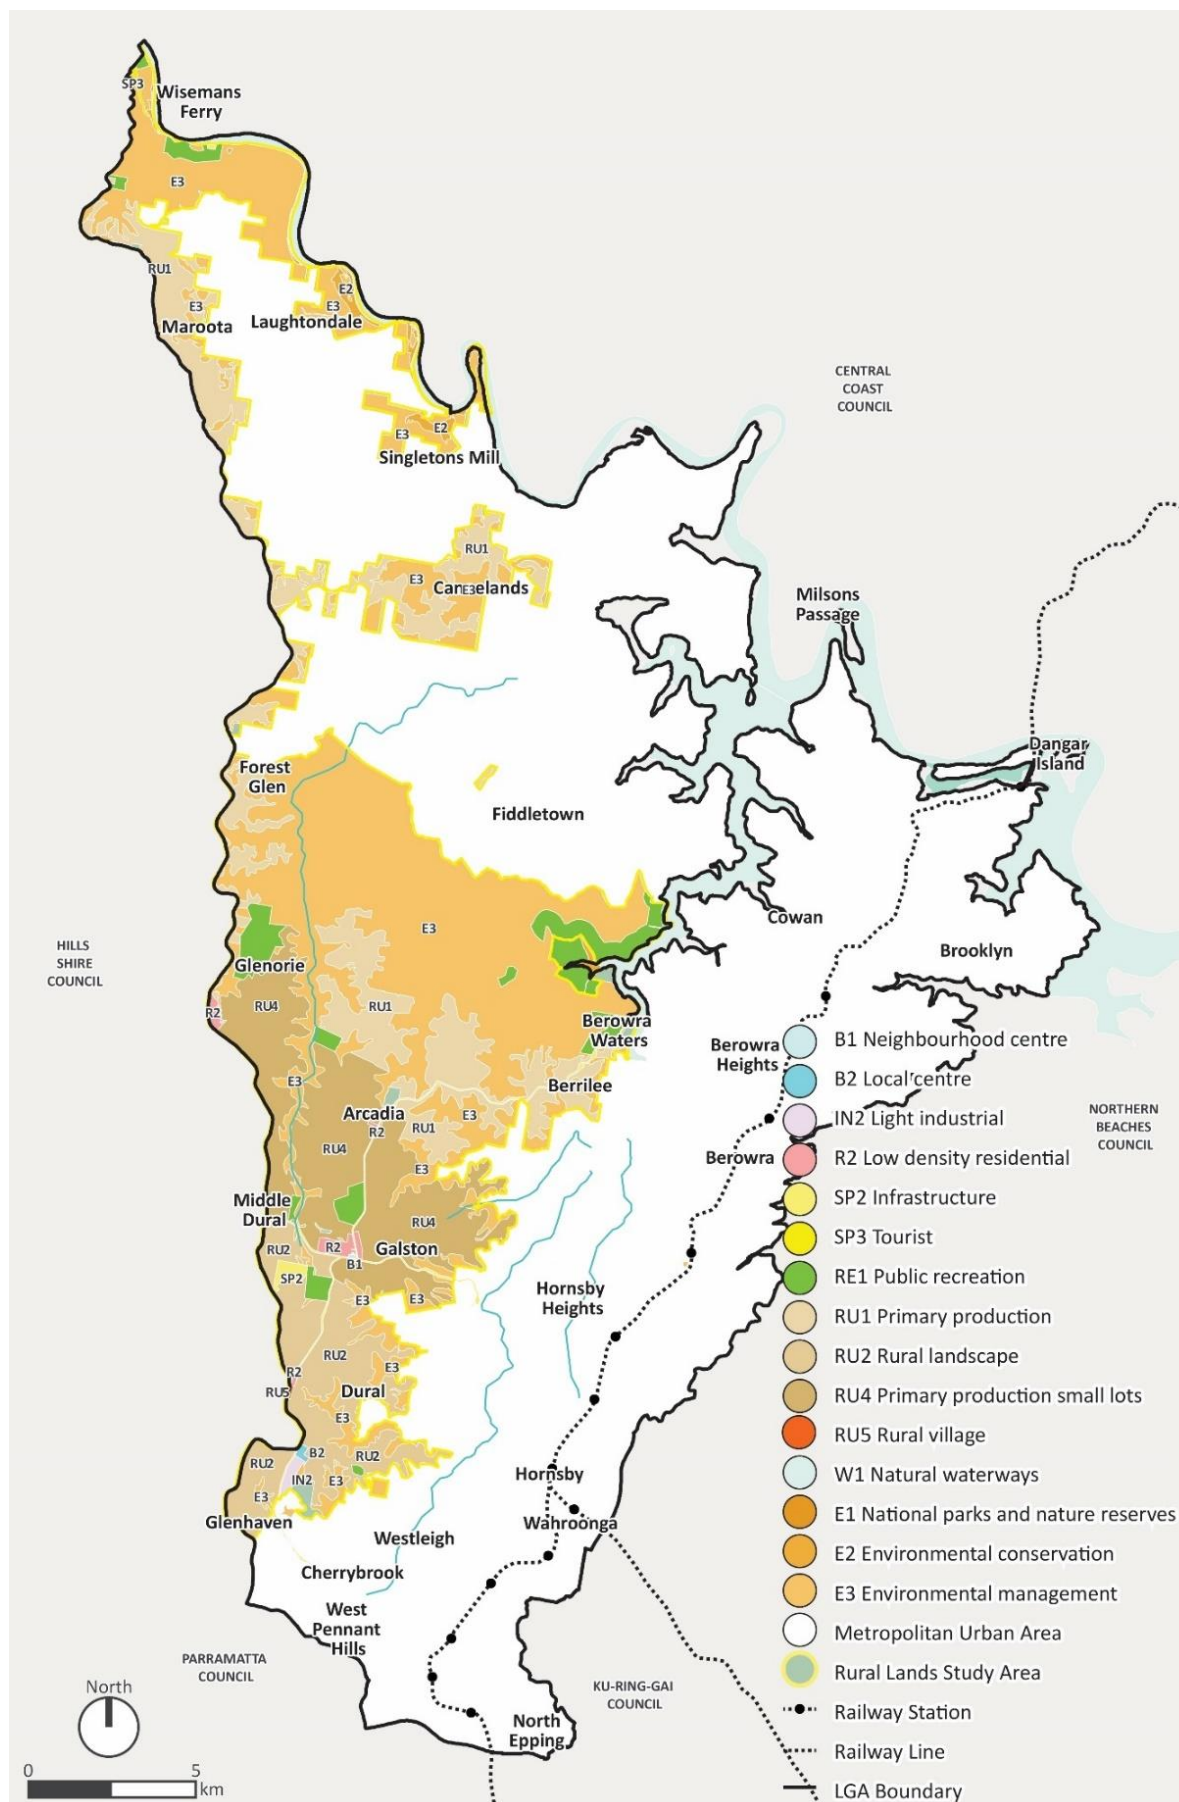 SP3
Wisemans
Ferry
E3
RU1
E2
E3
E3
Maroota
Laughtondale
CENTRAL
COAST
COUNCIL
E3
E2
Singletons Mill
RU1
E3
E3
Milsons
Passage
Dangar
Island
Forest
Glen
Fiddletown
Cowan
E3
Brooklyn
HILLS
SHIRE
COUNCIL
Glenorie
RU4
RU1
R2
Berowra
Waters
Berowra
Heights
E3
Berrilee
Arcadia
E3
R2
RU1
RU4
NORTHERN
BEACHES
COUNCIL
Berowra
E3
Middle
Dural
RU4
RU2
R2
Galston
B1
SP2
Hornsby
Heights
E3
E3
RU2
E3
R2
RU5
Dural
E3
B2
RU2
RU2
IN2
E3
E3
Hornsby
Glenhaven
Wahroonga
Westleigh
Cherrybrook
West
Pennant
Hills
PARRAMATTA
COUNCIL
KU-RING-GAI
COUNCIL
North
Epping
North
0
5
km
B1 Neighbourhood centre
B2 Local centre
IN2 Light industrial
R2 Low density residential
SP2 Infrastructure
SP3 Tourist
RE1 Public recreation
RU1 Primary production
RU2 Rural landscape
RU4 Primary production small lots
RU5 Rural village
W1 Natural waterways
E1 National parks and nature reserves
E2 Environmental conservation
E3 Environmental management
Metropolitan Urban Area
Rural Lands Study Area
Railway Station
Railway Line
LGA Boundary